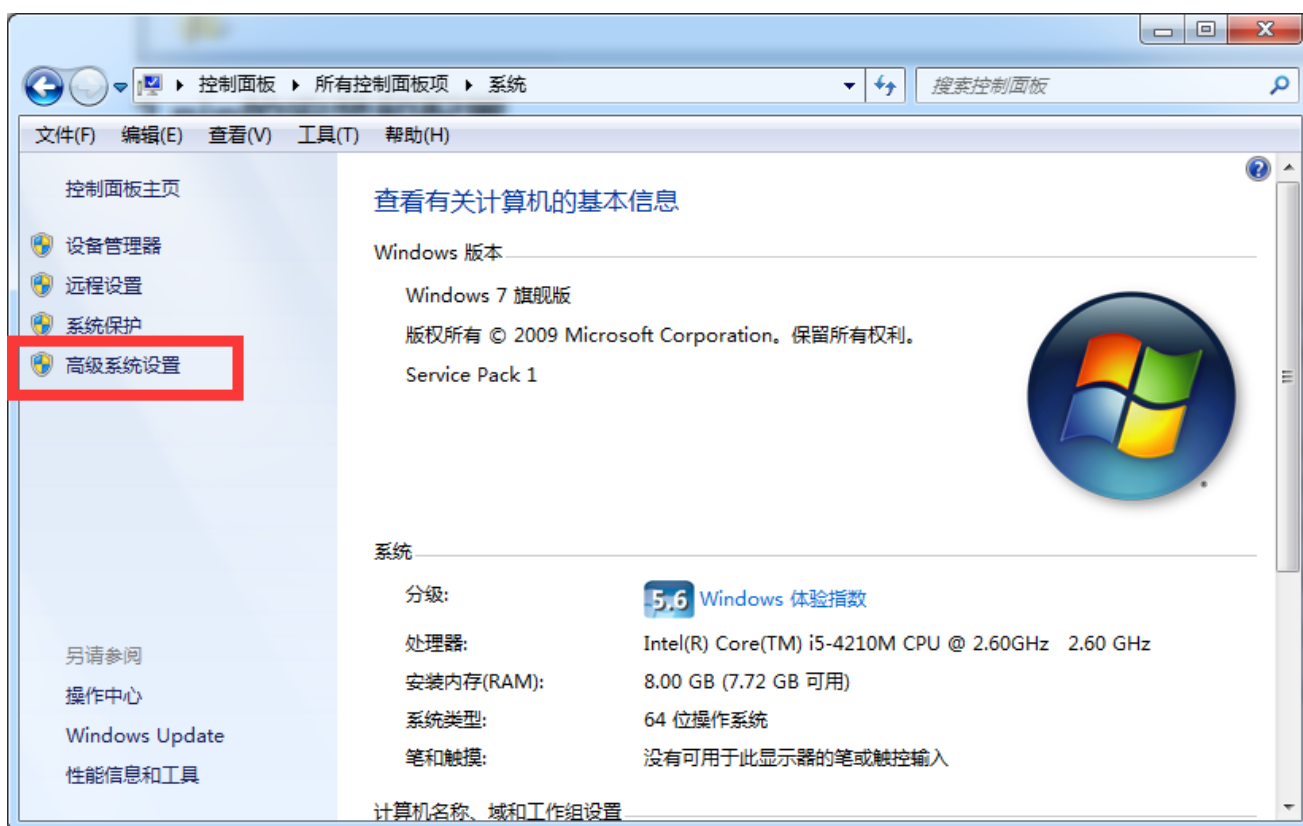 控制面板 ▸ 所有控制面板项 ▸ 系统
搜索控制面板
文件(F) 编辑(E) 查看(V) 工具(T) 帮助(H)
控制面板主页
设备管理器
远程设置
系统保护
高级系统设置
另请参阅
操作中心
Windows Update
性能信息和工具
查看有关计算机的基本信息
Windows 版本
Windows 7 旗舰版
版权所有 © 2009 Microsoft Corporation。保留所有权利。
Service Pack 1
系统
分级: 5.6 Windows 体验指数
处理器: Intel(R) Core(TM) i5-4210M CPU @ 2.60GHz 2.60 GHz
安装内存(RAM): 8.00 GB (7.72 GB 可用)
系统类型: 64 位操作系统
笔和触摸: 没有可用于此显示器的笔或触控输入
计算机名称、域和工作组设置